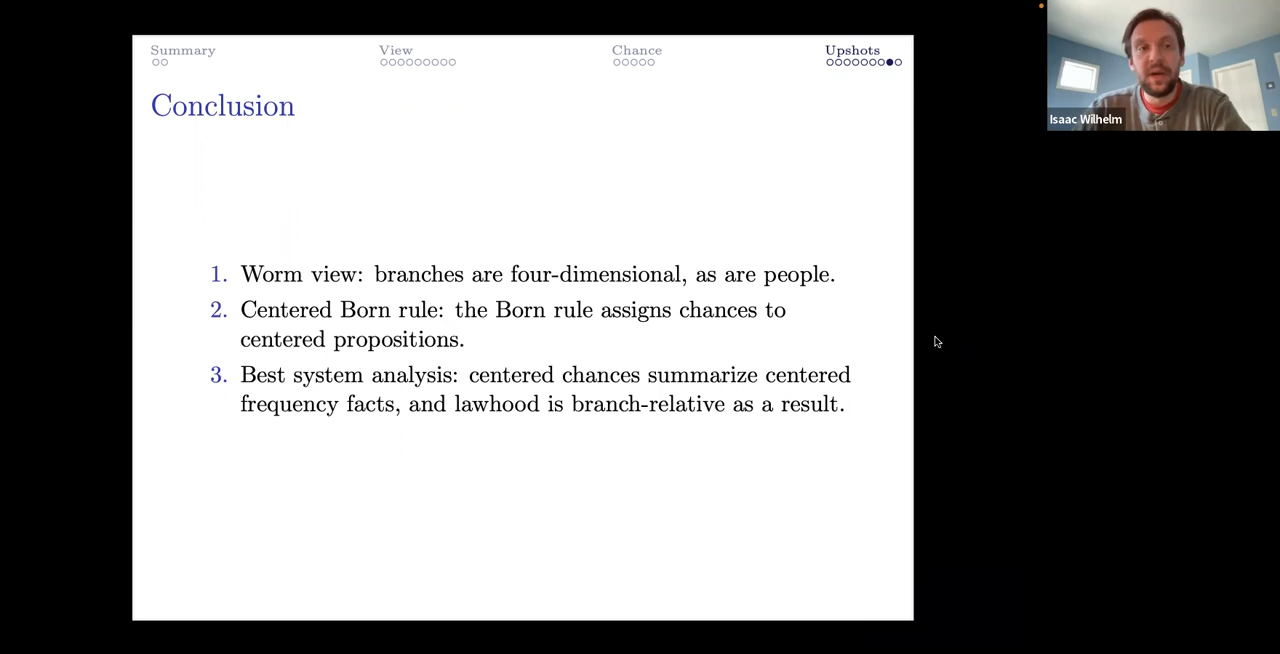 Summary View Chance Upshots
Conclusion
1. Worm view: branches are four-dimensional, as are people.
2. Centered Born rule: the Born rule assigns chances to
centered propositions.
3. Best system analysis: centered chances summarize centered
frequency facts, and lawhood is branch-relative as a result.
Isaac Wilhelm